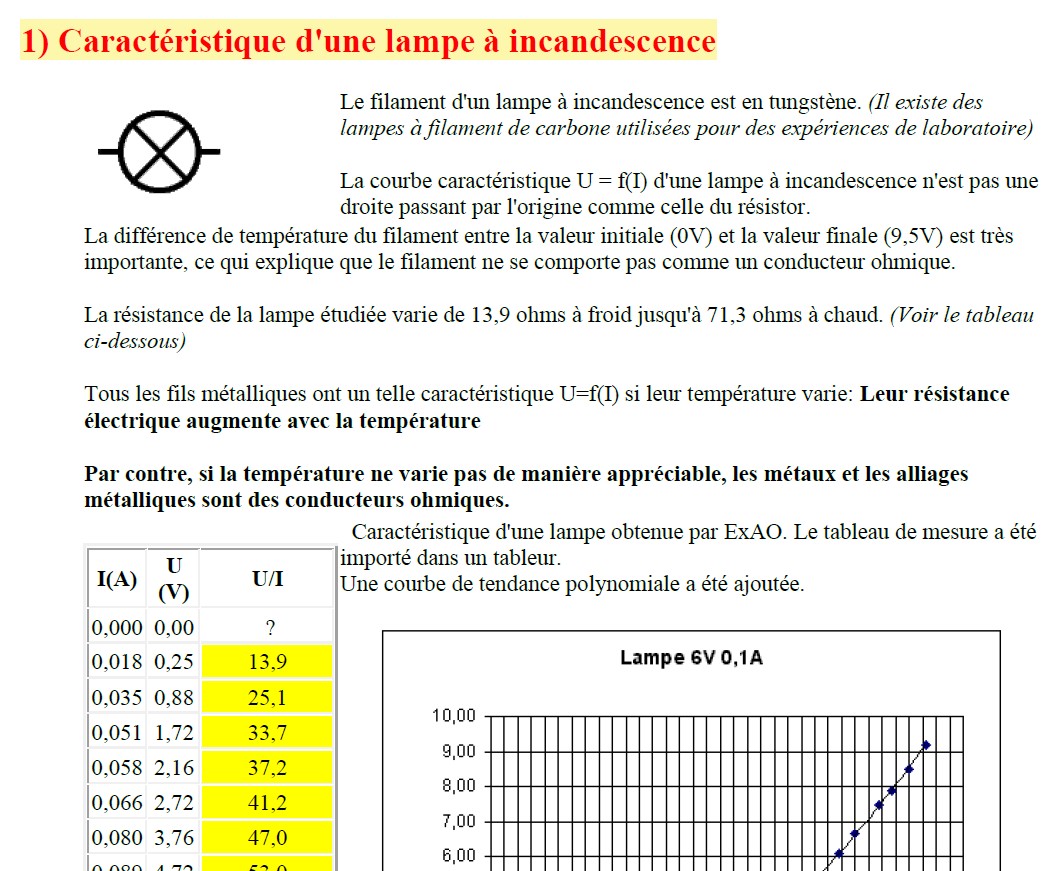 1) Caractéristique d'une lampe à incandescence
Le filament d'un lampe à incandescence est en tungstène. (Il existe des
lampes à filament de carbone utilisées pour des expériences de laboratoire)
La courbe caractéristique U = f(I) d'une lampe à incandescence n'est pas une
droite passant par l'origine comme celle du résistor.
La différence de température du filament entre la valeur initiale (0V) et la valeur finale (9,5V) est très
importante, ce qui explique que le filament ne se comporte pas comme un conducteur ohmique.
La résistance de la lampe étudiée varie de 13,9 ohms à froid jusqu'à 71,3 ohms à chaud. (Voir le tableau
ci-dessous)
Tous les fils métalliques ont un telle caractéristique U=f(I) si leur température varie: Leur résistance
électrique augmente avec la température
Par contre, si la température ne varie pas de manière appréciable, les métaux et les alliages
métalliques sont des conducteurs ohmiques.
Caractéristique d'une lampe obtenue par ExAO. Le tableau de mesure a été
importé dans un tableur.
Une courbe de tendance polynomiale a été ajoutée.
I(A) U (V) U/I
0,000 0,00 ?
0,018 0,25 13,9
0,035 0,88 25,1
0,051 1,72 33,7
0,058 2,16 37,2
0,066 2,72 41,2
0,080 3,76 47,0
0,089 4,72 53,0
Lampe 6V 0,1A
10,00
9,00
8,00
7,00
6,00